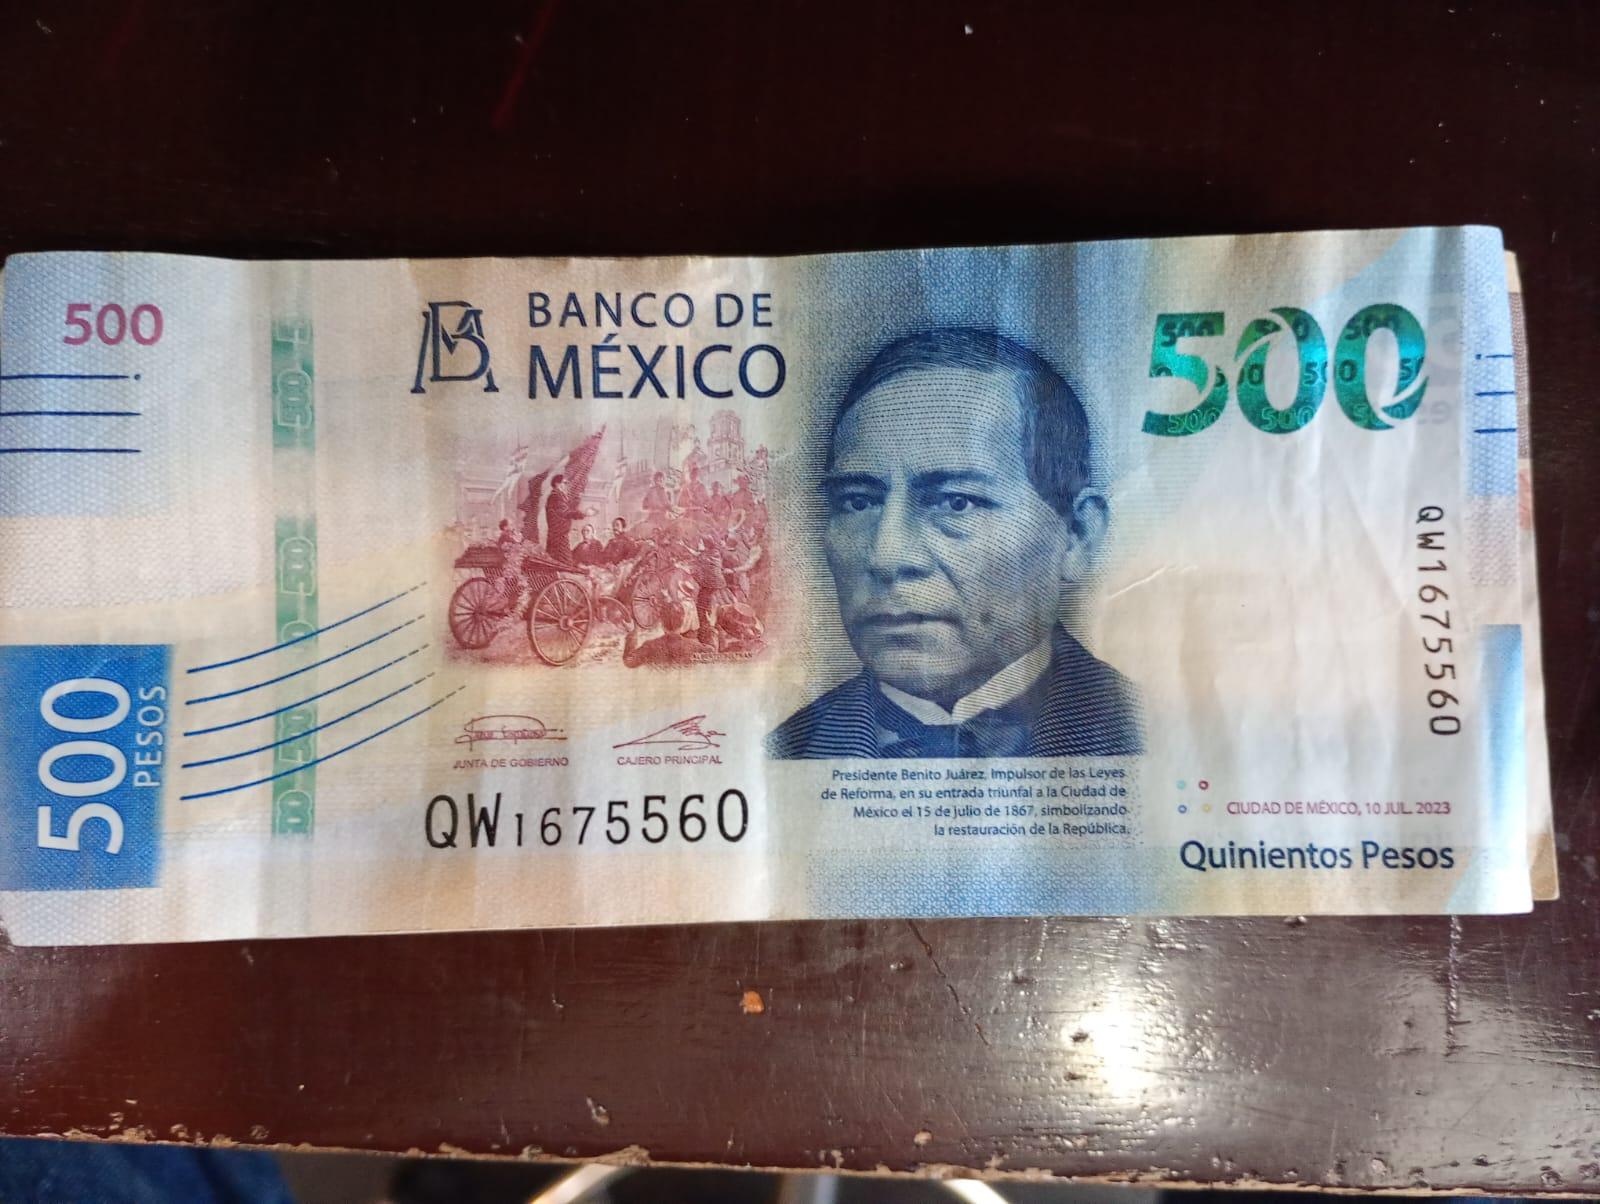 500
BANCO DE
MÉXICO
500
500 PESOS
JUNTA DE GOBIERNO
CAJERO PRINCIPAL
QW1675560
Presidente Benito Juárez, Impulsor de las Leyes
de Reforma, en su entrada triunfal a la Ciudad de
México el 15 de julio de 1867, simbolizando
la restauración de la República.
QW1675560
CIUDAD DE MÉXICO, 10 JUL. 2023
Quinientos Pesos